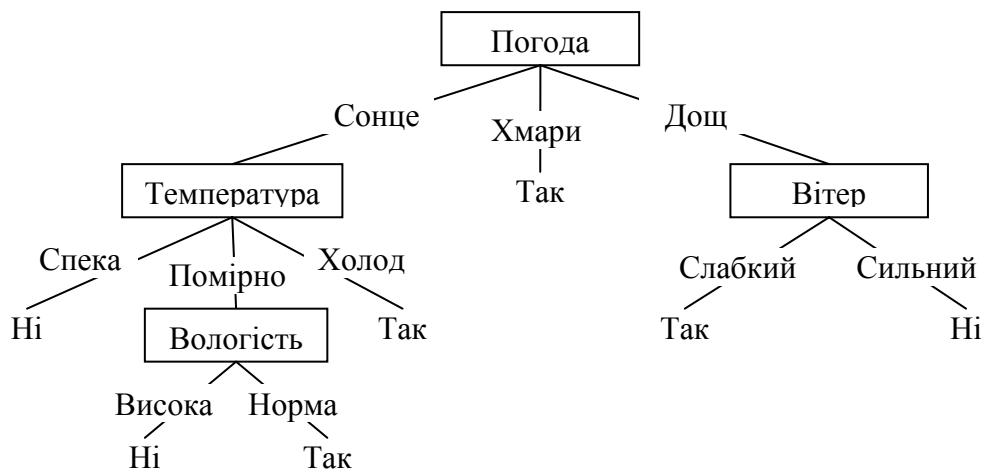 Погода
Сонце
Хмари
Дощ
Температура
Так
Вітер
Спека
Помірно
Холод
Слабкий
Сильний
Ні
Вологість
Так
Так
Ні
Висока
Норма
Ні
Так